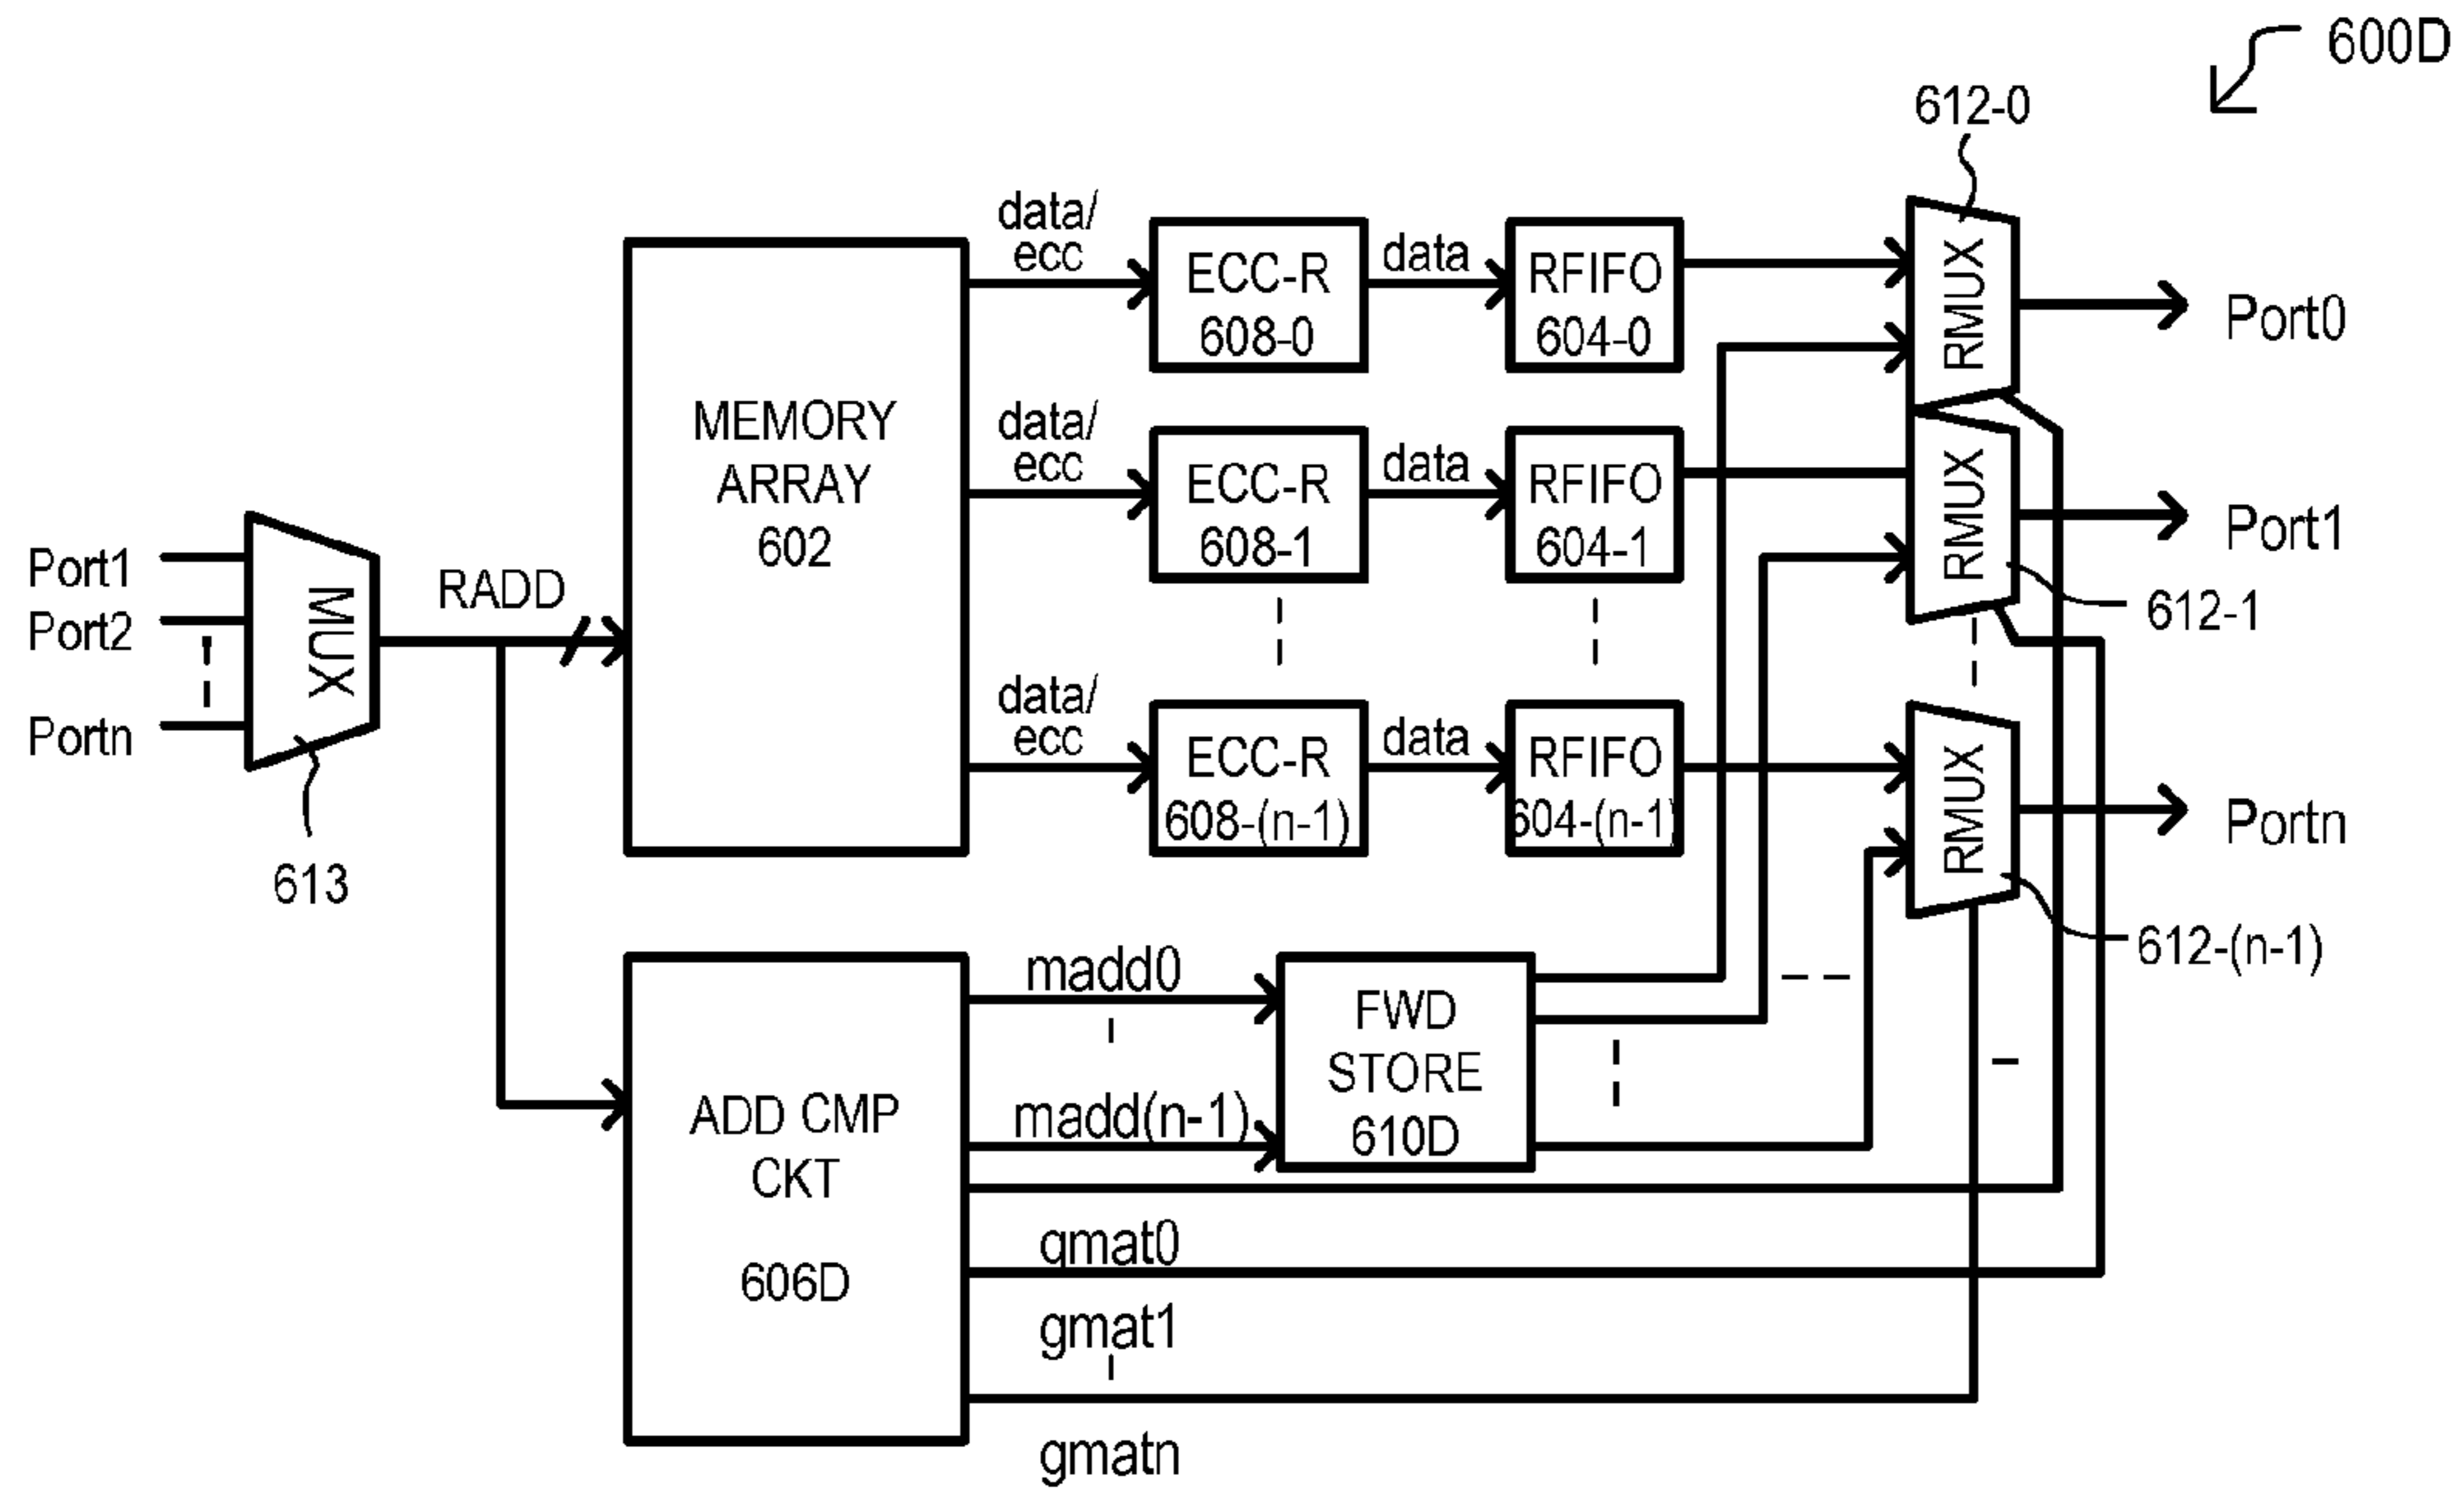 600D
612-0
data/
ecc
ECC-R
608-0
data
RFIFO
604-0
RMUX
Port0
MEMORY
ARRAY
602
data/
ecc
ECC-R
608-1
data
RFIFO
604-1
RMUX
Port1
612-1
Port1
Port2
Portn
MUX
613
RADD
data/
ecc
ECC-R
608-(n-1)
data
RFIFO
604-(n-1)
RMUX
Portn
612-(n-1)
ADD CMP
CKT
606D
madd0
madd(n-1)
FWD
STORE
610D
qmat0
gmat1
gmatn